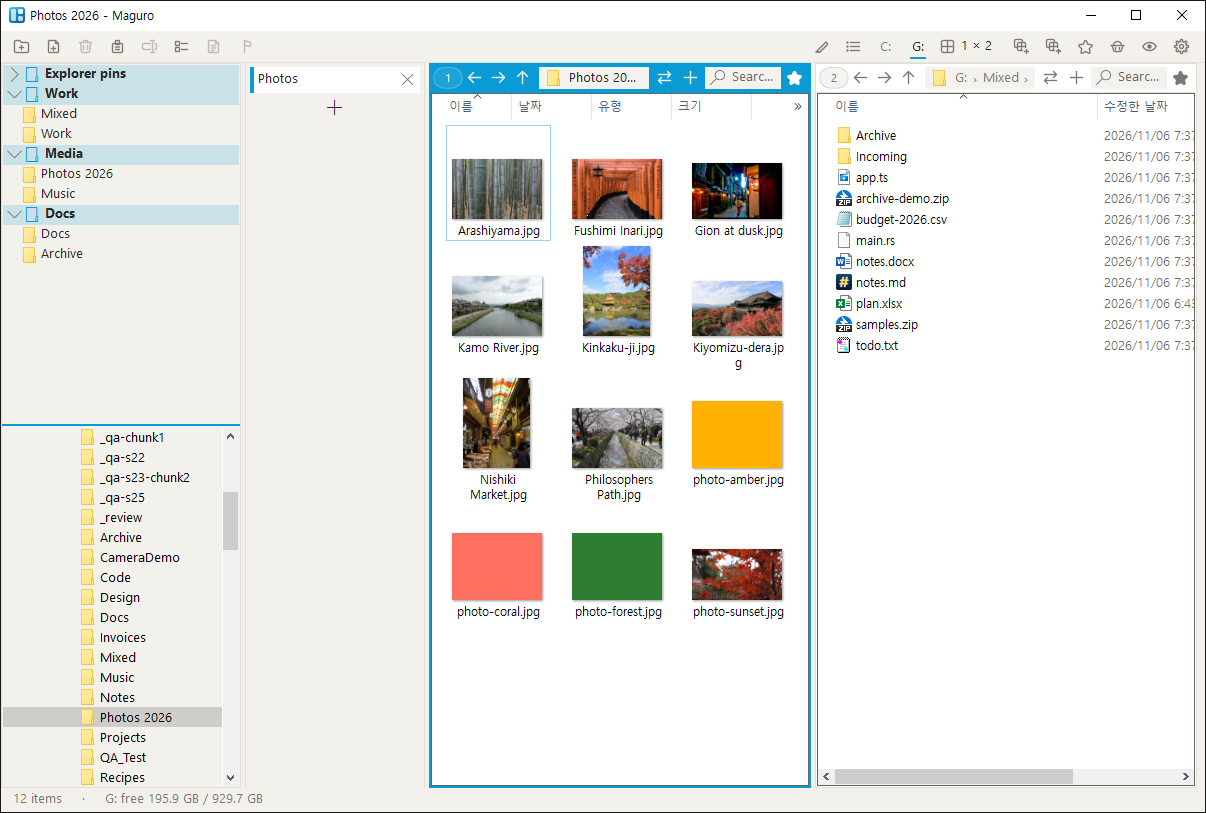 Photos 2026 - Maguro
C:
G:
1 × 2
Explorer pins
Work
Mixed
Work
Media
Photos 2026
Music
Docs
Docs
Archive
_qa-chunk1
_qa-s22
_qa-s23-chunk2
_qa-s25
_review
Archive
CameraDemo
Code
Design
Docs
Invoices
Mixed
Music
Notes
Photos 2026
Projects
QA_Test
Recipes
Photos
1
Photos 20...
Searc...
이름
날짜
유형
크기
»
Arashiyama.jpg
Fushimi Inari.jpg
Gion at dusk.jpg
Kamo River.jpg
Kinkaku-ji.jpg
Kiyomizu-dera.jp
g
Nishiki
Market.jpg
Philosophers
Path.jpg
photo-amber.jpg
photo-coral.jpg
photo-forest.jpg
photo-sunset.jpg
2
G: › Mixed ›
Searc...
이름
수정한 날짜
Archive 2026/11/06 7:37
Incoming 2026/11/06 7:37
app.ts 2026/11/06 7:37
archive-demo.zip 2026/11/06 7:37
budget-2026.csv 2026/11/06 7:37
main.rs 2026/11/06 7:37
notes.docx 2026/11/06 7:37
notes.md 2026/11/06 7:37
plan.xlsx 2026/11/06 6:43
samples.zip 2026/11/06 7:37
todo.txt 2026/11/06 7:37
12 items · G: free 195.9 GB / 929.7 GB